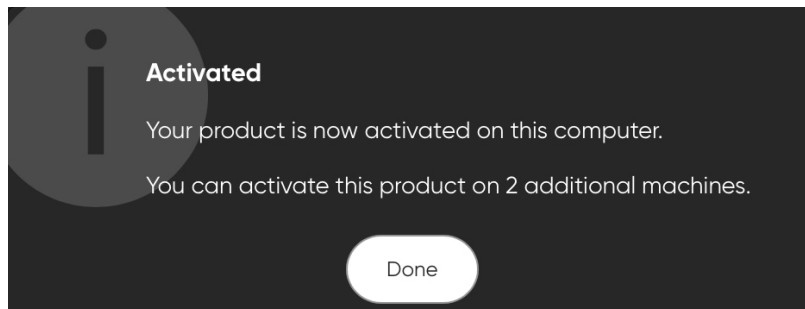 Activated
Your product is now activated on this computer.
You can activate this product on 2 additional machines.
Done